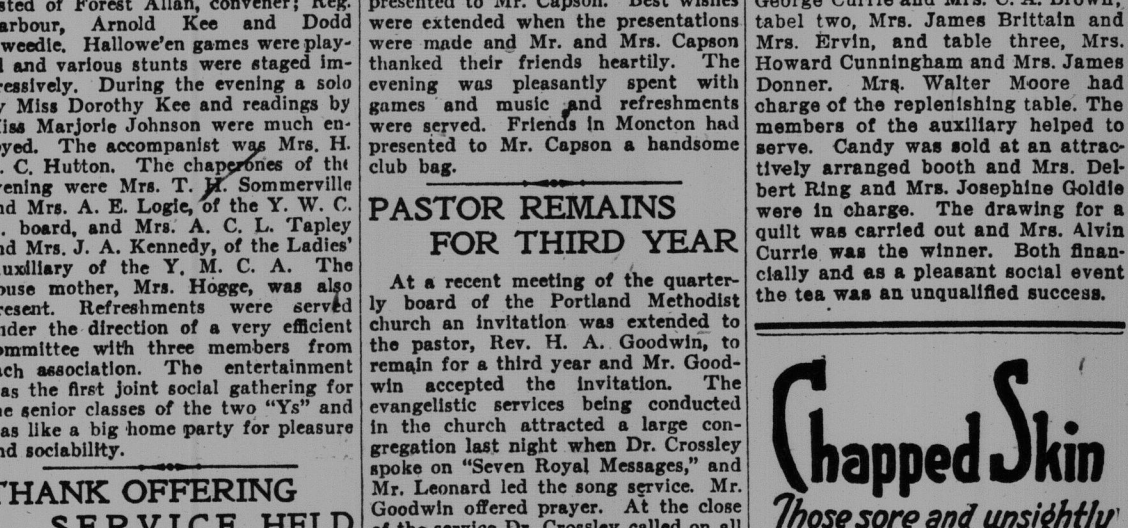 sted of Forest Allan, convener; Reg.
arbour, Arnold Kee and Dodd
weedie. Hallowe'en games were play-
d and various stunts were staged im-
ressively. During the evening a solo
y Miss Dorothy Kee and readings by
iss Marjorie Johnson were much en-
yed. The accompanist was Mrs. H.
. C. Hutton. The chaperones of the
vening were Mrs. T. H. Sommerville
nd Mrs. A. E. Logie, of the Y. W. C.
. board, and Mrs. A. C. L. Tapley
nd Mrs. J. A. Kennedy, of the Ladies'
uxiliary of the Y. M. C. A. The
ouse mother, Mrs. Hogge, was also
resent. Refreshments were served
nder the direction of a very efficient
ommittee with three members from
ach association. The entertainment
as the first joint social gathering for
he senior classes of the two "Ys" and
as like a big home party for pleasure
nd sociability.
THANK OFFERING
SERVICE HELD
presented to Mr. Capson. Best wishes
were extended when the presentations
were made and Mr. and Mrs. Capson
thanked their friends heartily. The
evening was pleasantly spent with
games and music and refreshments
were served. Friends in Moncton had
presented to Mr. Capson a handsome
club bag.
PASTOR REMAINS
FOR THIRD YEAR
At a recent meeting of the quarter-
ly board of the Portland Methodist
church an invitation was extended to
the pastor, Rev. H. A. Goodwin, to
remain for a third year and Mr. Good-
win accepted the invitation. The
evangelistic services being conducted
in the church attracted a large con-
gregation last night when Dr. Crossley
spoke on "Seven Royal Messages," and
Mr. Leonard led the song service. Mr.
Goodwin offered prayer. At the close
of the service Dr. Crossley called on all
George Currie and Mrs. C. A. Brown,
tabel two, Mrs. James Brittain and
Mrs. Ervin, and table three, Mrs.
Howard Cunningham and Mrs. James
Donner. Mrs. Walter Moore had
charge of the replenishing table. The
members of the auxiliary helped to
serve. Candy was sold at an attrac-
tively arranged booth and Mrs. Del-
bert Ring and Mrs. Josephine Goldie
were in charge. The drawing for a
quilt was carried out and Mrs. Alvin
Currie was the winner. Both finan-
cially and as a pleasant social event
the tea was an unqualified success.
Chapped Skin
Those sore and unsightly